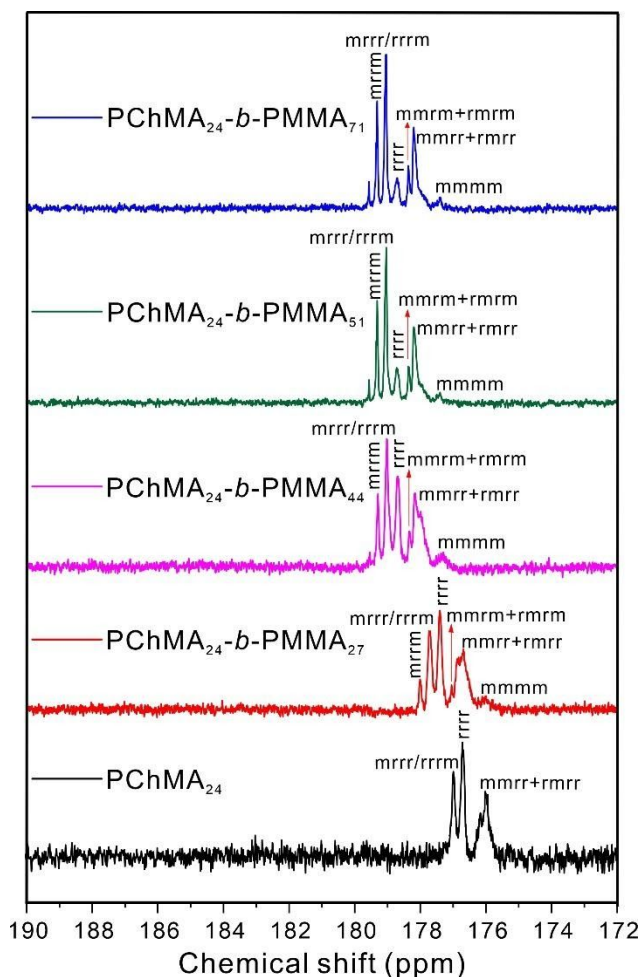 mrrr/rrrm
mrrm
rrrr
mmrm+rmrm
mmrr+rmrr
mmmm
PChMA24-b-PMMA71
mrrr/rrrm
mrrm
rrrr
mmrm+rmrm
mmrr+rmrr
mmmm
PChMA24-b-PMMA51
mrrr/rrrm
mrrm
rrrr
mmrm+rmrm
mmrr+rmrr
mmmm
PChMA24-b-PMMA44
mrrr/rrrm
mrrm
rrrr
mmrm+rmrm
mmrr+rmrr
mmmm
PChMA24-b-PMMA27
mrrr/rrrm
rrrr
mmrr+rmrr
PChMA24
190 188 186 184 182 180 178 176 174 172
Chemical shift (ppm)